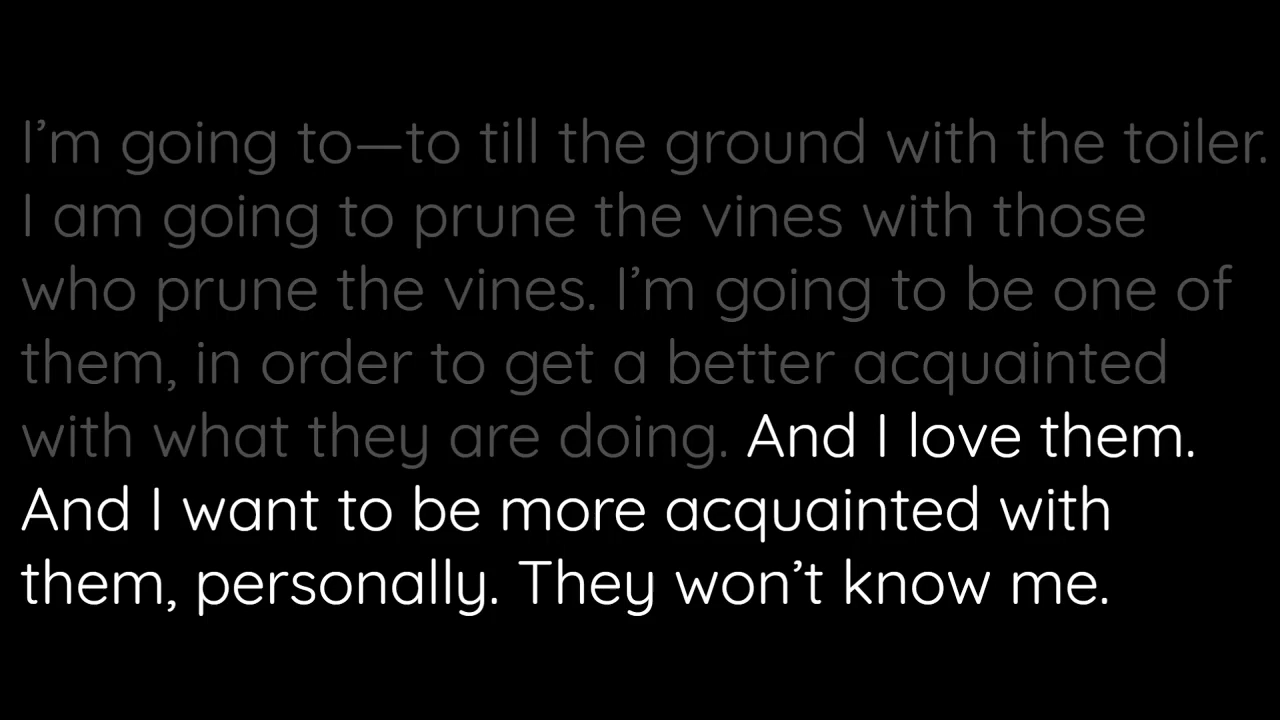 I’m going to—to till the ground with the toiler.
I am going to prune the vines with those
who prune the vines. I’m going to be one of
them, in order to get a better acquainted
with what they are doing. And I love them.
And I want to be more acquainted with
them, personally. They won’t know me.